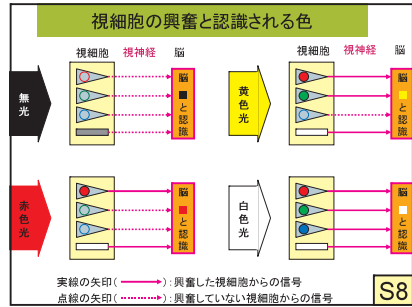 視細胞の興奮と認識される色
視細胞 視神経 脳
無光
脳■と認識
視細胞 視神経 脳
黄色光
脳■と認識
赤色光
脳■と認識
白色光
脳■と認識
実線の矢印(→):興奮した視細胞からの信号
点線の矢印(┈→):興奮していない視細胞からの信号
S8